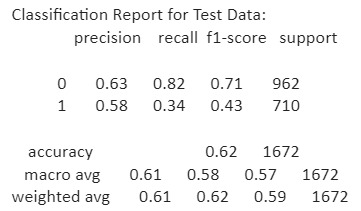 Classification Report for Test Data:
precision recall f1-score support
0 0.63 0.82 0.71 962
1 0.58 0.34 0.43 710
accuracy 0.62 1672
macro avg 0.61 0.58 0.57 1672
weighted avg 0.61 0.62 0.59 1672